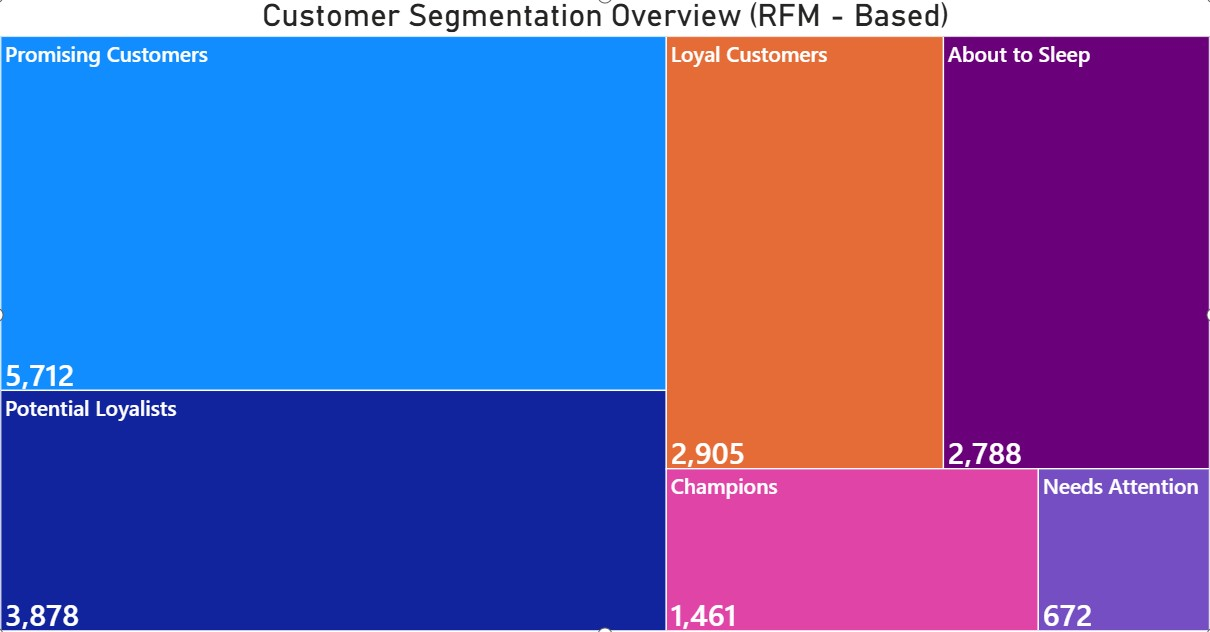 Customer Segmentation Overview (RFM - Based)
Promising Customers
5,712
Potential Loyalists
3,878
Loyal Customers
2,905
About to Sleep
2,788
Champions
1,461
Needs Attention
672